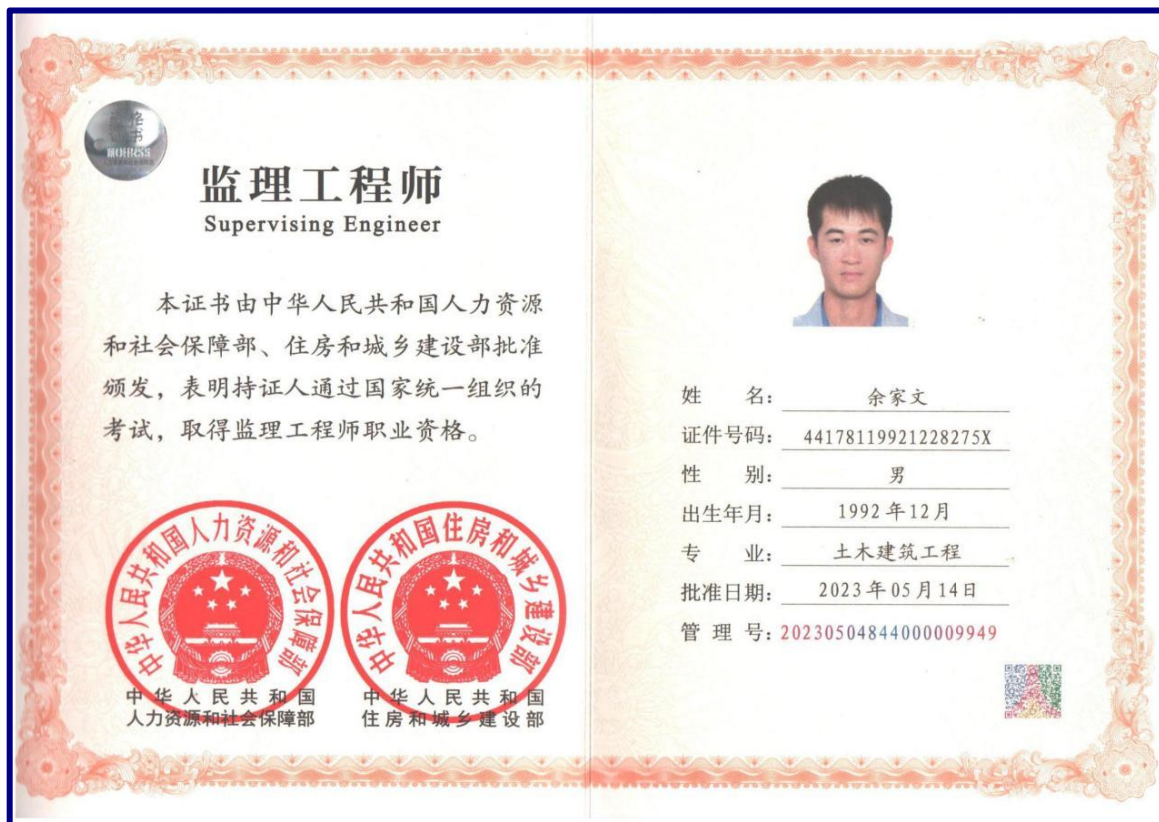 MOHRSS
监理工程师
Supervising Engineer
本证书由中华人民共和国人力资源
和社会保障部、住房和城乡建设部批准
颁发，表明持证人通过国家统一组织的
考试，取得监理工程师职业资格。
中华人民共和国人力资源和社会保障部
中华人民共和国
人力资源和社会保障部
中华人民共和国住房和城乡建设部
中华人民共和国
住房和城乡建设部
姓 名：余家文
证件号码：44178119921228275X
性 别：男
出生年月：1992年12月
专 业：土木建筑工程
批准日期：2023年05月14日
管 理 号：20230504844000009949